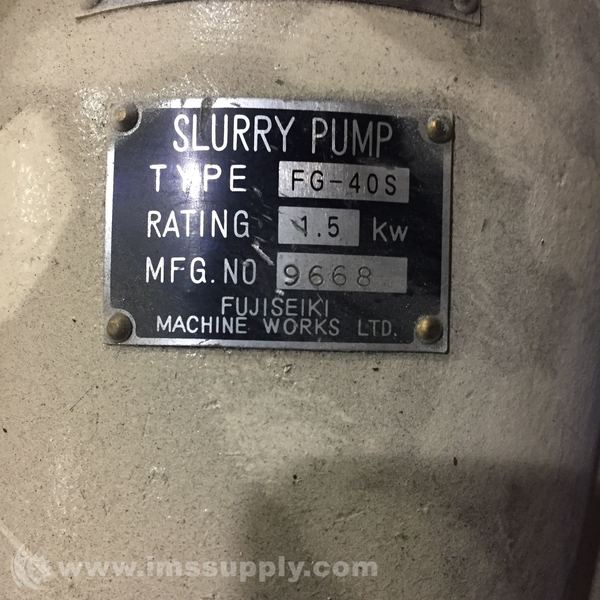 SLURRY PUMP
TYPE FG-40S
RATING 1.5 KW
MFG.NO 9668
FUJISEIKI
MACHINE WORKS LTD.
www.imssupply.com